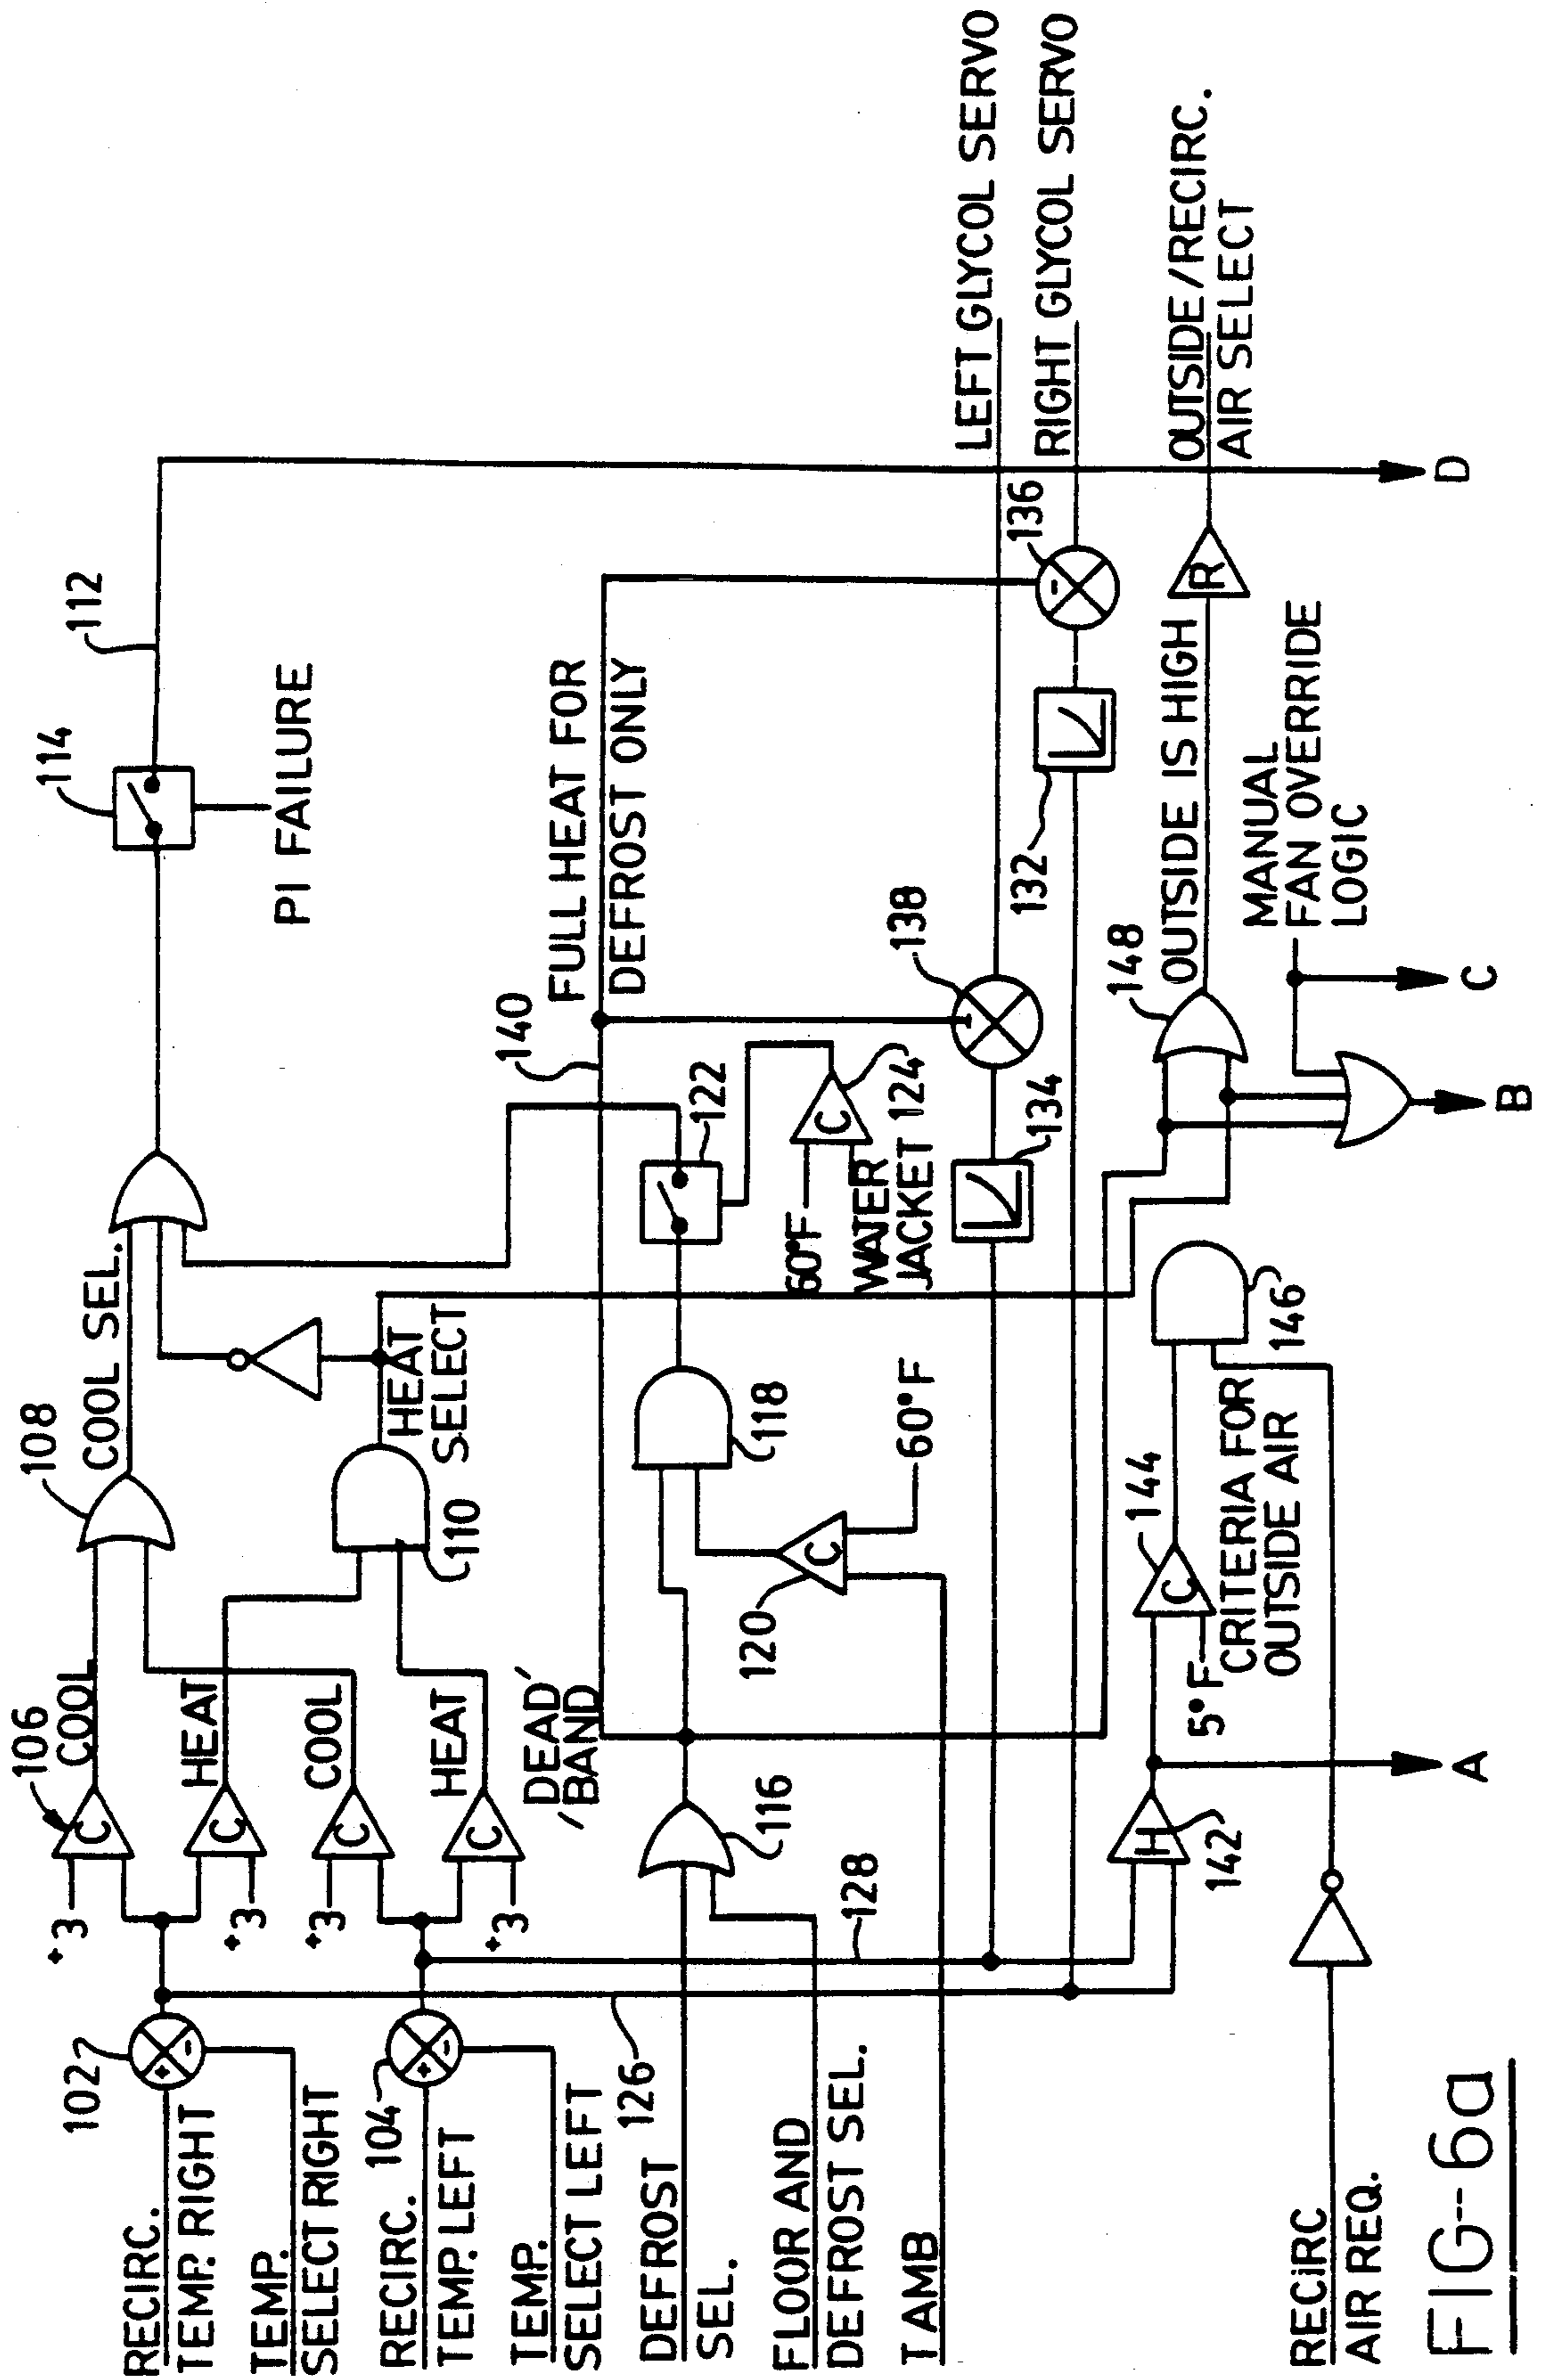 RECIRC.
TEMP. RIGHT
TEMP.
SELECT RIGHT
RECIRC.
TEMP. LEFT
TEMP.
SELECT LEFT
DEFROST
SEL.
FLOOR AND
DEFROST SEL.
T AMB
RECIRC
AIR REQ.
102
+
-
104
+
-
126
128
+3
+3
+3
+3
106
C
C
C
C
COOL
HEAT
COOL
HEAT
DEAD
BAND
108
COOL SEL.
110
HEAT
SELECT
116
118
120
C
60°F
122
60°F
WATER
JACKET
C
124
114
PI FAILURE
112
140
FULL HEAT FOR
DEFROST ONLY
134
138
-
132
136
-
LEFT GLYCOL SERVO
RIGHT GLYCOL SERVO
142
H
A
144
C
5°F
CRITERIA FOR
OUTSIDE AIR
146
148
OUTSIDE IS HIGH
R
OUTSIDE/RECIRC.
AIR SELECT
MANUAL
FAN OVERRIDE
LOGIC
B
C
D
FIG--6a